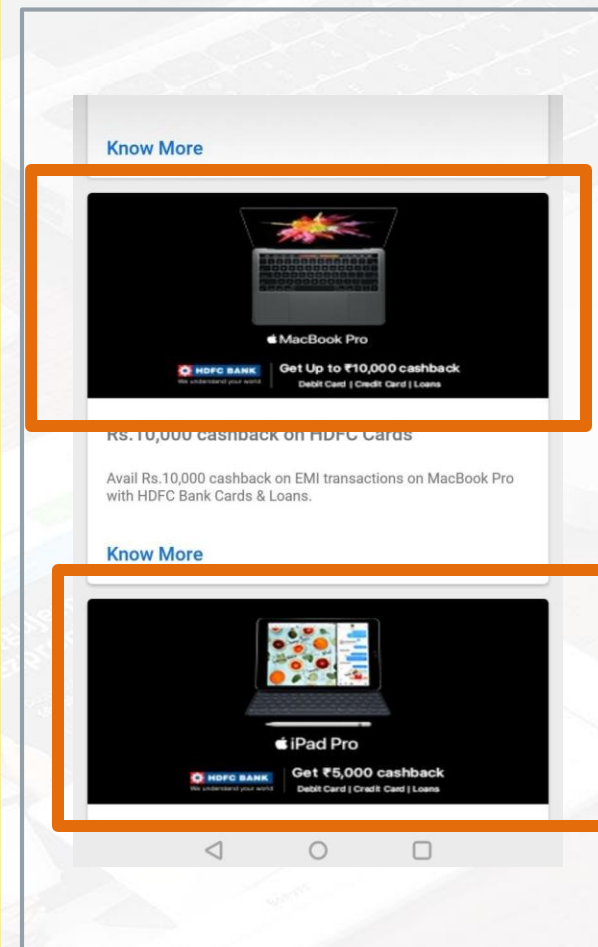 Know More
MacBook Pro
HDFC BANK
We understand your world
Get Up to ₹10,000 cashback
Debit Card | Credit Card | Loans
Rs.10,000 cashback on HDFC Cards
Avail Rs.10,000 cashback on EMI transactions on MacBook Pro
with HDFC Bank Cards & Loans.
Know More
iPad Pro
HDFC BANK
We understand your world
Get ₹5,000 cashback
Debit Card | Credit Card | Loans